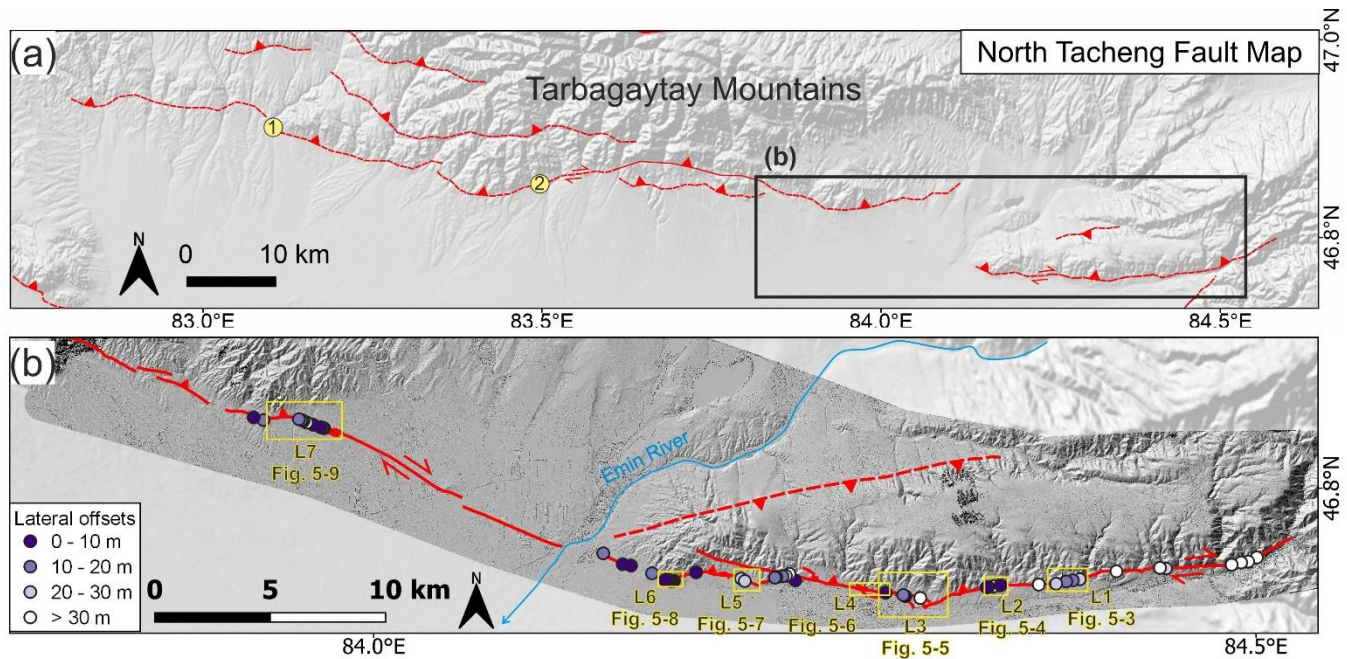 (a)
North Tacheng Fault Map
47.0°N
Tarbagaytay Mountains
1
2
(b)
N
0 10 km
46.8°N
83.0°E 83.5°E 84.0°E 84.5°E
(b)
Emin River
46.8°N
L7
Fig. 5-9
Lateral offsets
0 - 10 m
10 - 20 m
20 - 30 m
> 30 m
0 5 10 km
N
L6 L5 L4 L3 L2 L1
Fig. 5-8 Fig. 5-7 Fig. 5-6 Fig. 5-5 Fig. 5-4 Fig. 5-3
84.0°E 84.5°E